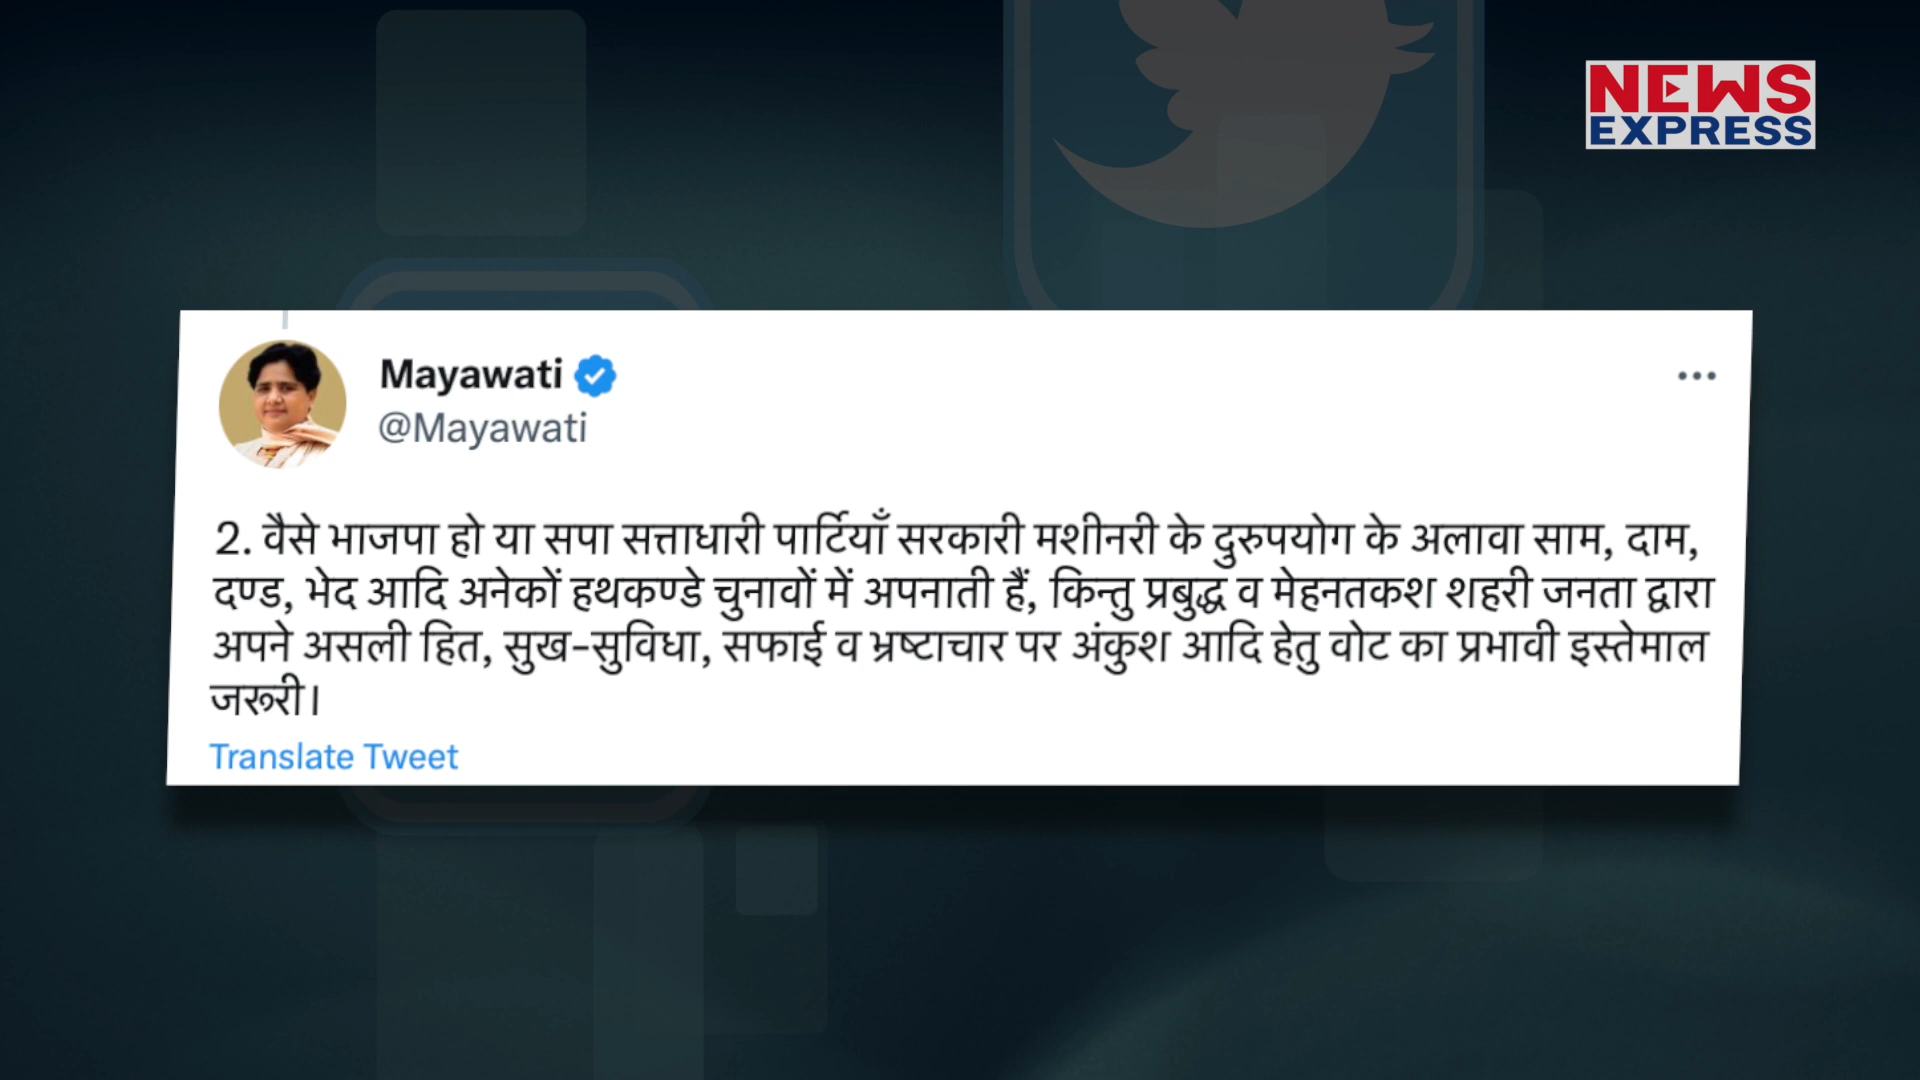 NEWS
EXPRESS
Mayawati
@Mayawati
2. वैसे भाजपा हो या सपा सत्ताधारी पार्टियाँ सरकारी मशीनरी के दुरुपयोग के अलावा साम, दाम,
दण्ड, भेद आदि अनेकों हथकण्डे चुनावों में अपनाती हैं, किन्तु प्रबुद्ध व मेहनतकश शहरी जनता द्वारा
अपने असली हित, सुख-सुविधा, सफाई व भ्रष्टाचार पर अंकुश आदि हेतु वोट का प्रभावी इस्तेमाल
जरूरी।
Translate Tweet